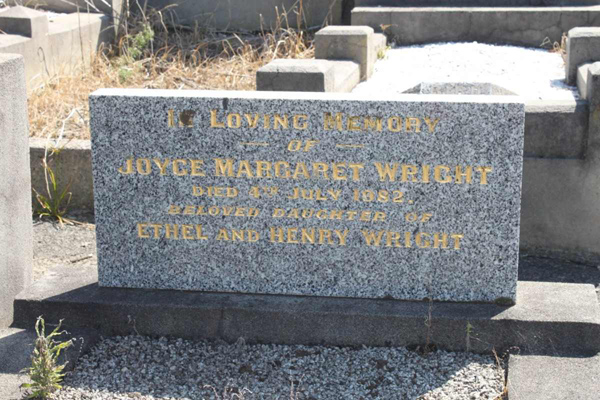 In Loving Memory
— OF —
JOYCE MARGARET WRIGHT
DIED 4TH JULY 1982.
BELOVED DAUGHTER OF
ETHEL AND HENRY WRIGHT